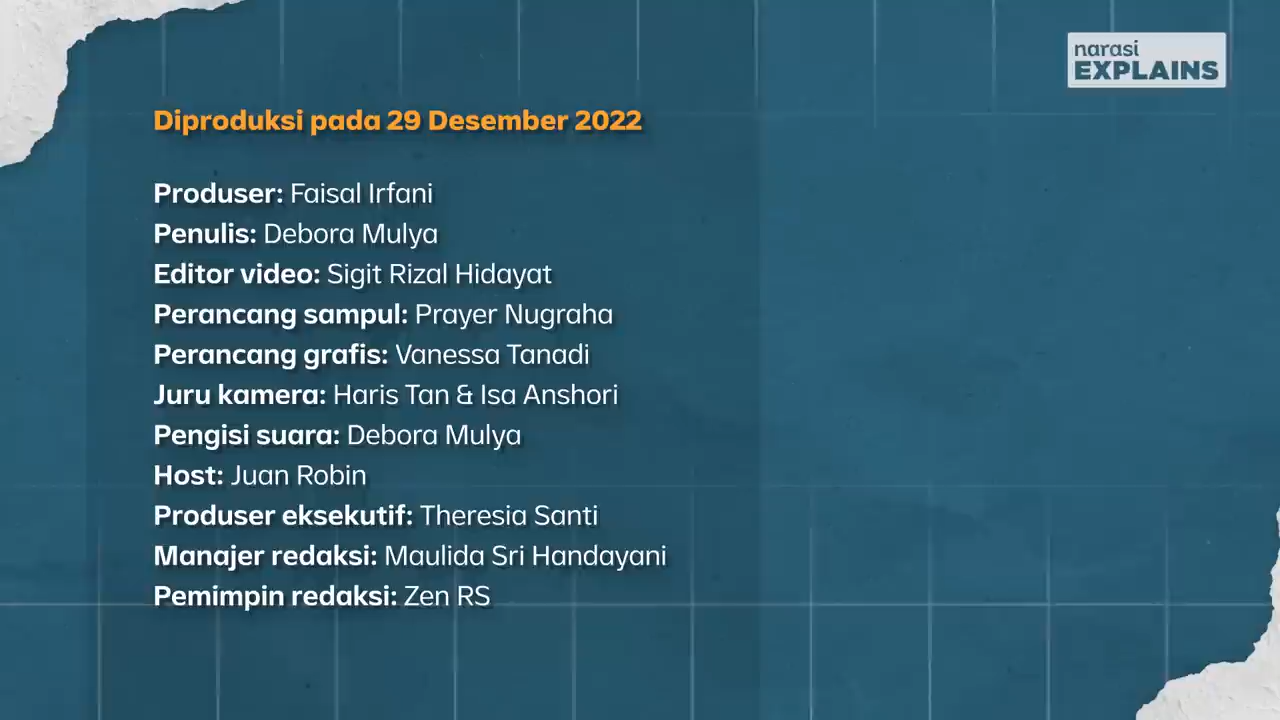 narasi
EXPLAINS
Diproduksi pada 29 Desember 2022
Produser: Faisal Irfani
Penulis: Debora Mulya
Editor video: Sigit Rizal Hidayat
Perancang sampul: Prayer Nugraha
Perancang grafis: Vanessa Tanadi
Juru kamera: Haris Tan & Isa Anshori
Pengisi suara: Debora Mulya
Host: Juan Robin
Produser eksekutif: Theresia Santi
Manajer redaksi: Maulida Sri Handayani
Pemimpin redaksi: Zen RS